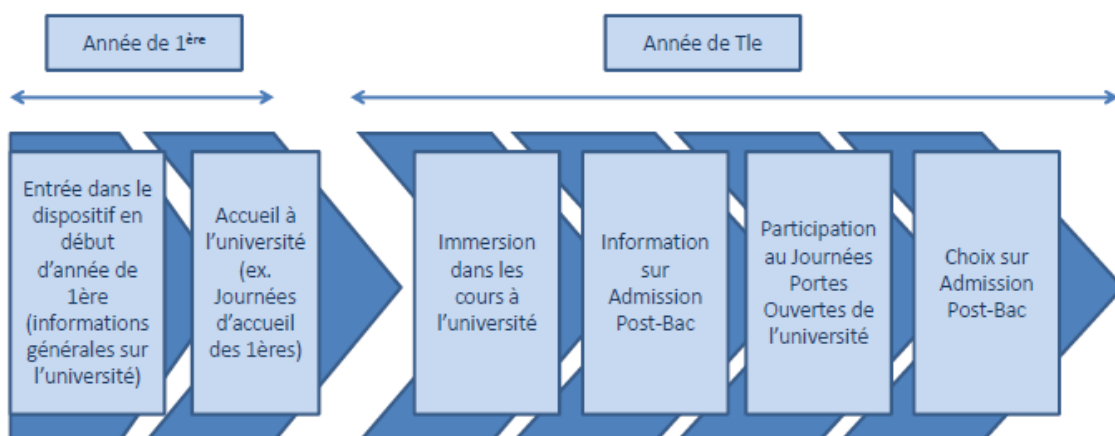 Année de 1ère
Année de Tle
Entrée dans le
dispositif en
début
d’année de
1ère
(informations
générales sur
l’université)
Accueil à
l’université
(ex.
Journées
d’accueil
des 1ères)
Immersion
dans les
cours à
l’université
Information
sur
Admission
Post-Bac
Participation
au Journées
Portes
Ouvertes de
l’université
Choix sur
Admission
Post-Bac